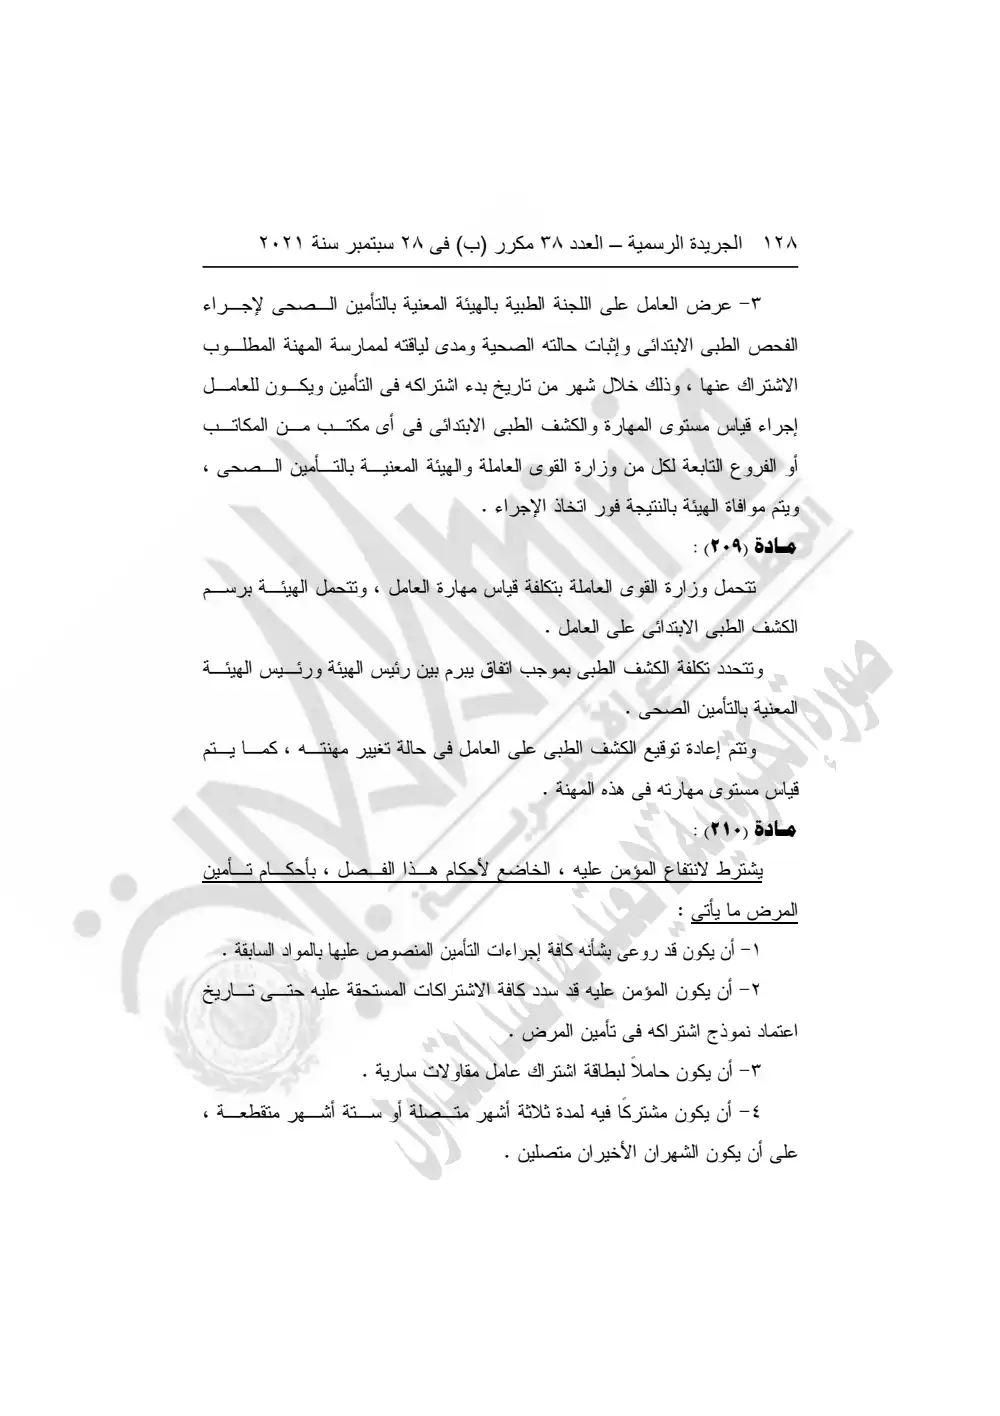 ١٢٨ الجريدة الرسمية – العدد ٣٨ مكرر (ب) فى ٢٨ سبتمبر سنة ٢٠٢١
٣- عرض العامل على اللجنة الطبية بالهيئة المعنية بالتأمين الصحى لإجراء
الفحص الطبى الابتدائى وإثبات حالته الصحية ومدى لياقته لممارسة المهنة المطلوب
الاشتراك عنها ، وذلك خلال شهر من تاريخ بدء اشتراكه فى التأمين ويكون للعامل
إجراء قياس مستوى المهارة والكشف الطبى الابتدائى فى أى مكتب من المكاتب
أو الفروع التابعة لكل من وزارة القوى العاملة والهيئة المعنية بالتأمين الصحى ،
ويتم موافاة الهيئة بالنتيجة فور اتخاذ الإجراء .
مادة (٢٠٩) :
تتحمل وزارة القوى العاملة بتكلفة قياس مهارة العامل ، وتتحمل الهيئة برسم
الكشف الطبى الابتدائى على العامل .
وتتحدد تكلفة الكشف الطبى بموجب اتفاق يبرم بين رئيس الهيئة ورئيس الهيئة
المعنية بالتأمين الصحى .
وتتم إعادة توقيع الكشف الطبى على العامل فى حالة تغيير مهنته ، كما يتم
قياس مستوى مهارته فى هذه المهنة .
مادة (٢١٠) :
يشترط لانتفاع المؤمن عليه ، الخاضع لأحكام هذا الفصل ، بأحكام تأمين
المرض ما يأتى :
١- أن يكون قد روعى بشأنه كافة إجراءات التأمين المنصوص عليها بالمواد السابقة .
٢- أن يكون المؤمن عليه قد سدد كافة الاشتراكات المستحقة عليه حتى تاريخ
اعتماد نموذج اشتراكه فى تأمين المرض .
٣- أن يكون حاملاً لبطاقة اشتراك عامل مقاولات سارية .
٤- أن يكون مشتركًا فيه لمدة ثلاثة أشهر متصلة أو ستة أشهر متقطعة ،
على أن يكون الشهران الأخيران متصلين .
صورة إلكترونية لا يعتد بها عند التداول